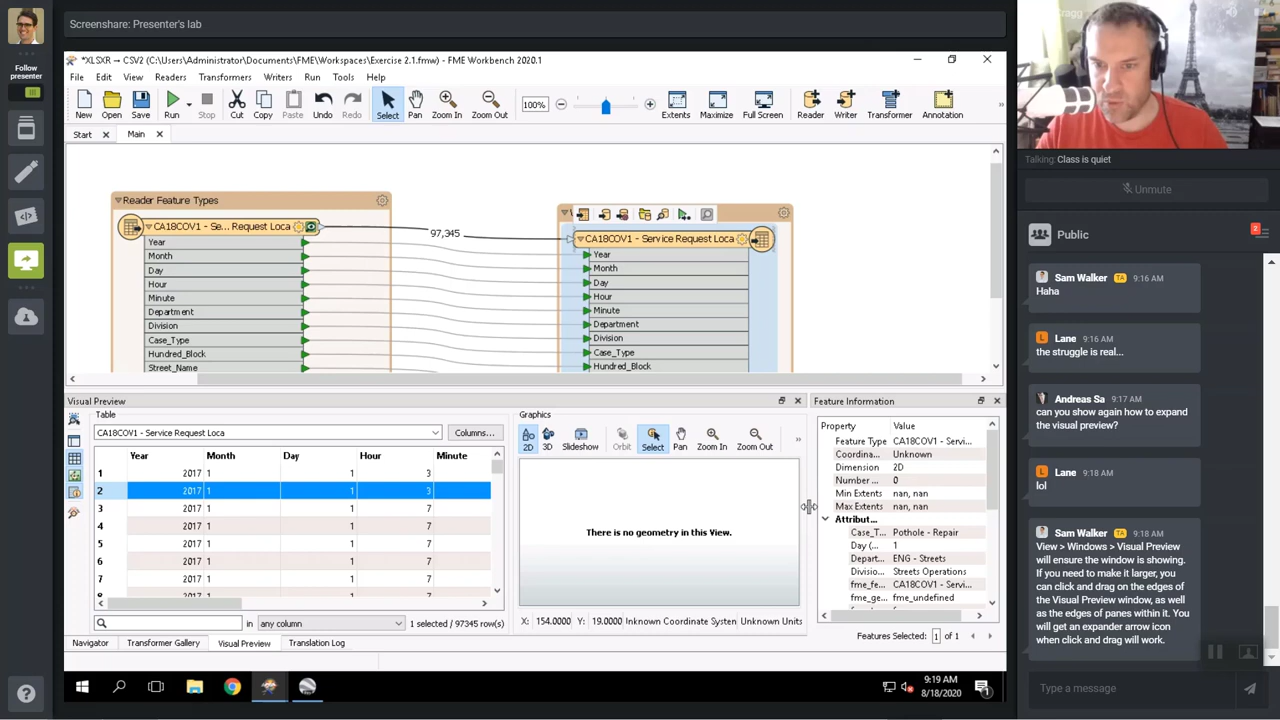 Screenshare: Presenter's lab
Follow
presenter
*XLSXR → CSV2 (C:\Users\Administrator\Documents\FME\Workspaces\Exercise 2.1.fmw) - FME Workbench 2020.1
File Edit View Readers Transformers Writers Run Tools Help
New Open Save Run Stop Cut Copy Paste Undo Redo Select Pan Zoom In Zoom Out 100% Extents Maximize Full Screen Reader Writer Transformer Annotation
Start Main
Reader Feature Types
CA18COV1 - Se... Request Loca
Year
Month
Day
Hour
Minute
Department
Division
Case_Type
Hundred_Block
Street_Name
97,345
CA18COV1 - Service Request Loca
Year
Month
Day
Hour
Minute
Department
Division
Case_Type
Hundred_Block
Visual Preview
Table
CA18COV1 - Service Request Loca Columns...
Year Month Day Hour Minute
1 2017 1 1 3
2 2017 1 1 3
3 2017 1 1 7
4 2017 1 1 7
5 2017 1 1 7
6 2017 1 1 7
7 2017 1 1 7
in any column 1 selected / 97345 row(s)
Graphics
2D 3D Slideshow Orbit Select Pan Zoom In Zoom Out
There is no geometry in this View.
X: 154.0000 Y: 19.0000 Unknown Coordinate System Unknown Units
Feature Information
Property Value
Feature Type CA18COV1 - Servi...
Coordina... Unknown
Dimension 2D
Number ... 0
Min Extents nan, nan
Max Extents nan, nan
Attribut...
Case_T... Pothole - Repair
Day (... 1
Depart... ENG - Streets
Divisio... Streets Operations
fme_fe... CA18COV1 - Servi...
fme_ge... fme_undefined
Features Selected: 1 of 1
Navigator Transformer Gallery Visual Preview Translation Log
9:19 AM
8/18/2020
1
Talking: Class is quiet
Unmute
Public
2
Sam Walker TA 9:16 AM
Haha
L Lane 9:16 AM
the struggle is real...
Andreas Sa 9:17 AM
can you show again how to expand
the visual preview?
L Lane 9:18 AM
lol
Sam Walker TA 9:18 AM
View > Windows > Visual Preview
will ensure the window is showing.
If you need to make it larger, you
can click and drag on the edges of
the Visual Preview window, as well
as the edges of panes within it. You
will get an expander arrow icon
when click and drag will work.
Type a message